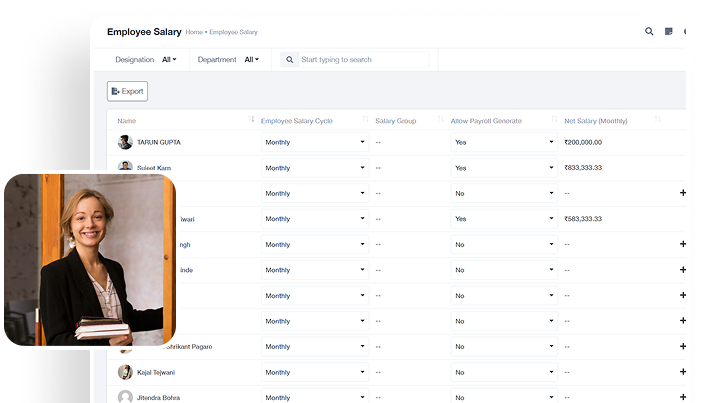 Employee Salary Home • Employee Salary
Designation All Department All Start typing to search
Export
Name Employee Salary Cycle Salary Group Allow Payroll Generate Net Salary (Monthly)
TARUN GUPTA Monthly -- Yes ₹200,000.00
Sujeet Karn Monthly -- Yes ₹833,333.33
Monthly -- No -- +
iwari Monthly -- Yes ₹583,333.33
ngh Monthly -- No -- +
inde Monthly -- No -- +
Monthly -- No -- +
Monthly -- No -- +
Shrikant Pagare Monthly -- No -- +
Kajal Tejwani Monthly -- No -- +
Jitendra Bohra Monthly -- No -- +